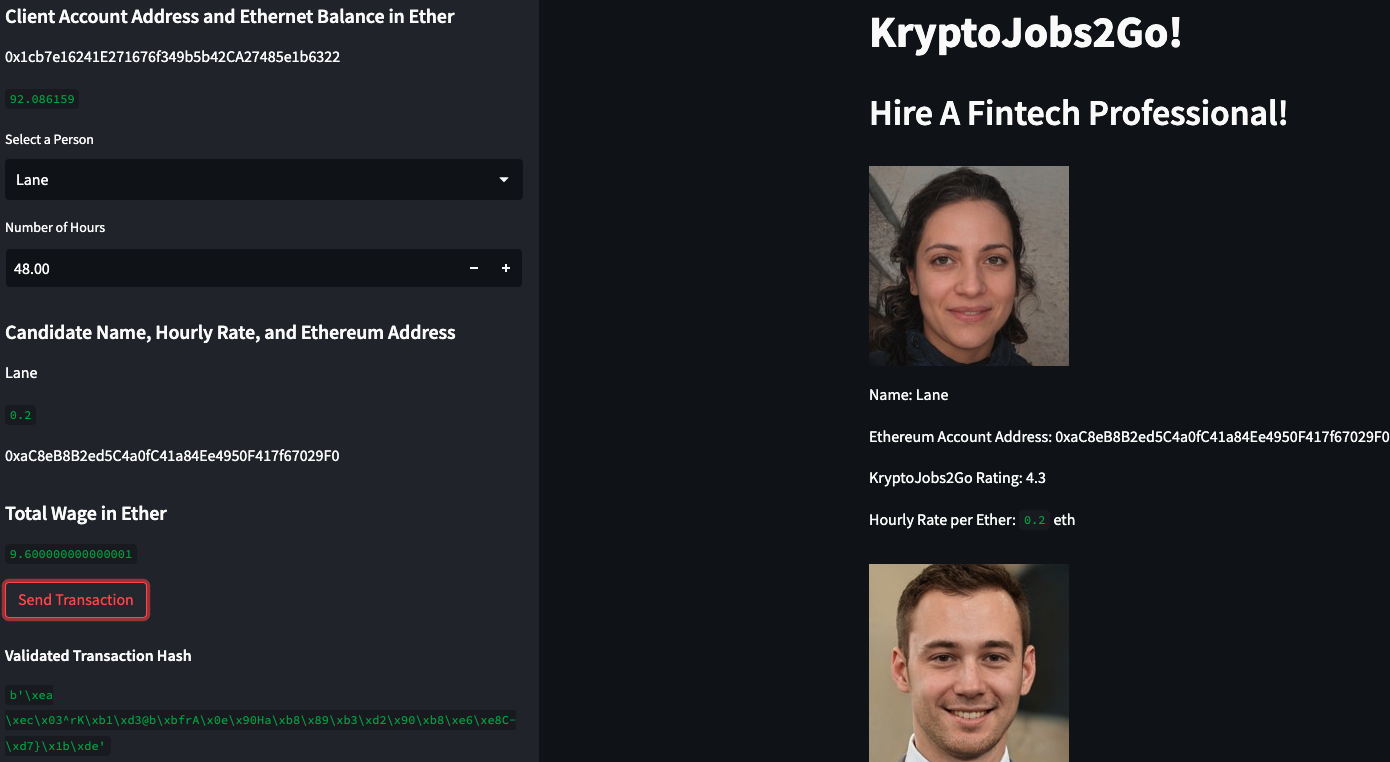 Client Account Address and Ethernet Balance in Ether
0x1cb7e16241E271676f349b5b42CA27485e1b6322
92.086159
Select a Person
Lane
Number of Hours
48.00
− +
Candidate Name, Hourly Rate, and Ethereum Address
Lane
0.2
0xaC8eB8B2ed5C4a0fC41a84Ee4950F417f67029F0
Total Wage in Ether
9.600000000000001
Send Transaction
Validated Transaction Hash
b'\xea
\xec\x03^rK\xb1\xd3@b\xbfrA\x0e\x90Ha\xb8\x89\xb3\xd2\x90\xb8\xe6\xe8C-
\xd7}\x1b\xde'
KryptoJobs2Go!
Hire A Fintech Professional!
Name: Lane
Ethereum Account Address: 0xaC8eB8B2ed5C4a0fC41a84Ee4950F417f67029F0
KryptoJobs2Go Rating: 4.3
Hourly Rate per Ether: 0.2 eth